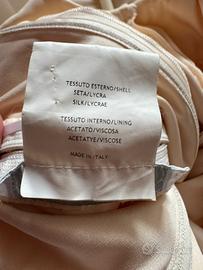 TESSUTO ESTERNO/SHELL
SETA/LYCRA
SILK/LYCRAE
TESSUTO INTERNO/LINING
ACETATO/VISCOSA
ACETATYE/VISCOSE
MADE IN ITALY